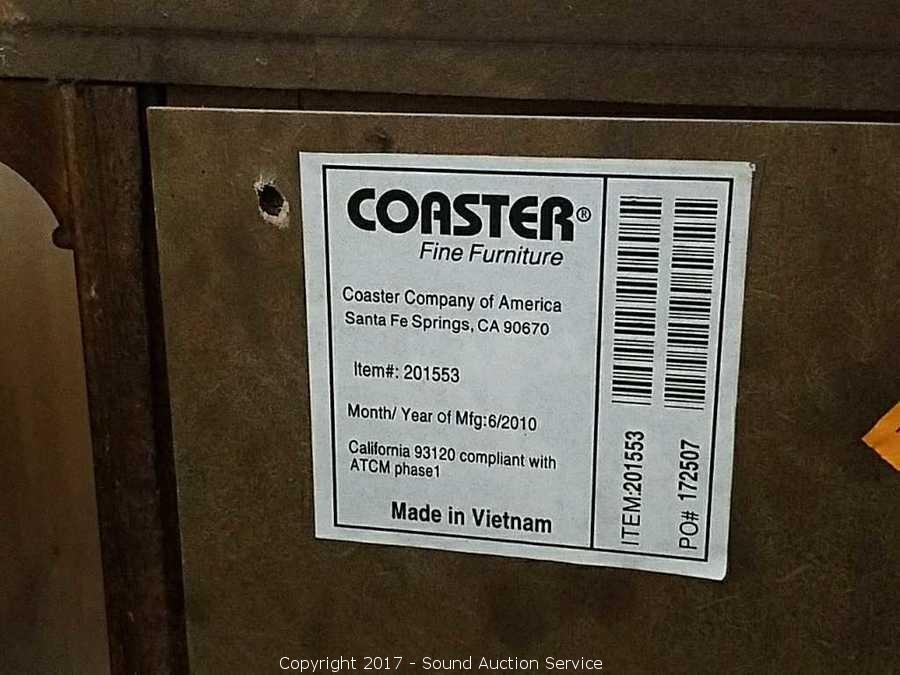 COASTER®
Fine Furniture
Coaster Company of America
Santa Fe Springs, CA 90670
Item#: 201553
Month/ Year of Mfg:6/2010
California 93120 compliant with
ATCM phase1
Made in Vietnam
ITEM:201553
PO# 172507
Copyright 2017 - Sound Auction Service